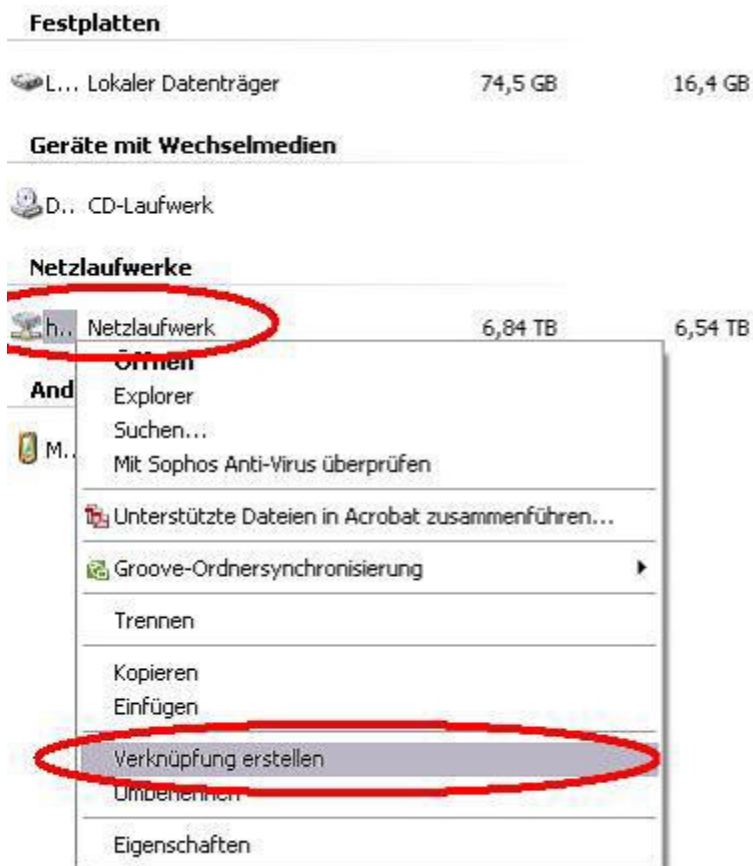 Festplatten
L... Lokaler Datenträger 74,5 GB 16,4 GB
Geräte mit Wechselmedien
D.. CD-Laufwerk
Netzlaufwerke
h.. Netzlaufwerk 6,84 TB 6,54 TB
Öffnen
And
Explorer
Suchen...
M..
Mit Sophos Anti-Virus überprüfen
Unterstützte Dateien in Acrobat zusammenführen...
Groove-Ordnersynchronisierung
Trennen
Kopieren
Einfügen
Verknüpfung erstellen
Umbenennen
Eigenschaften